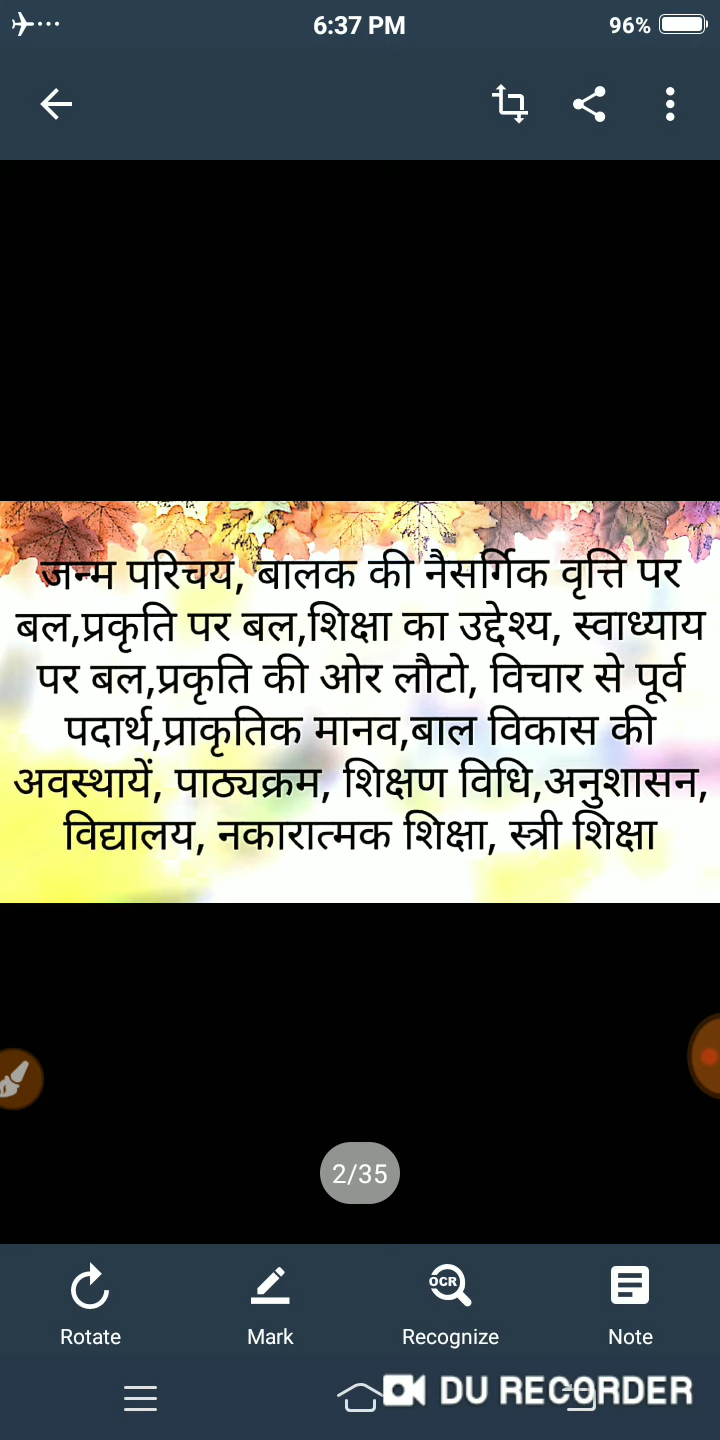 6:37 PM
96%
जन्म परिचय, बालक की नैसर्गिक वृत्ति पर
बल,प्रकृति पर बल,शिक्षा का उद्देश्य, स्वाध्याय
पर बल,प्रकृति की ओर लौटो, विचार से पूर्व
पदार्थ,प्राकृतिक मानव,बाल विकास की
अवस्थायें, पाठ्यक्रम, शिक्षण विधि,अनुशासन,
विद्यालय, नकारात्मक शिक्षा, स्त्री शिक्षा
2/35
OCR
Rotate Mark Recognize Note
DU RECORDER